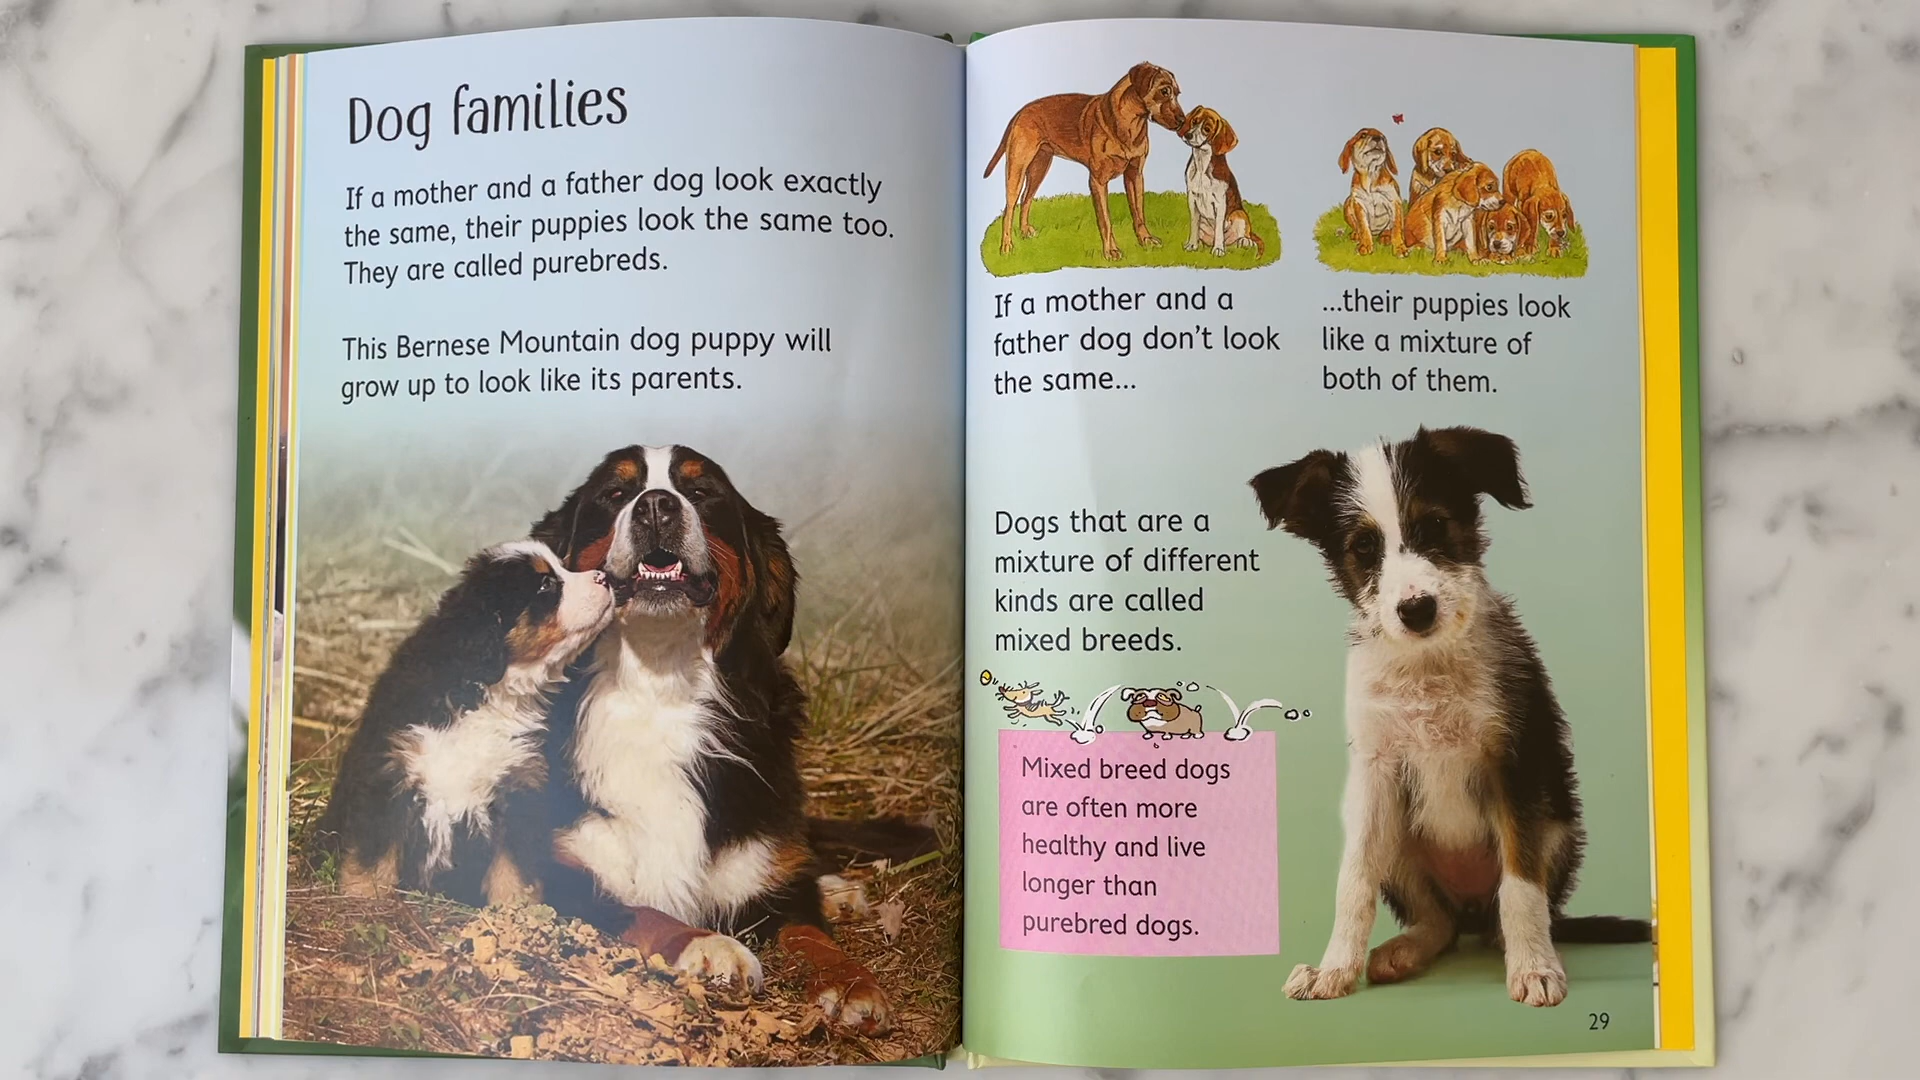 Dog families
If a mother and a father dog look exactly
the same, their puppies look the same too.
They are called purebreds.
This Bernese Mountain dog puppy will
grow up to look like its parents.
If a mother and a
father dog don't look
the same...
...their puppies look
like a mixture of
both of them.
Dogs that are a
mixture of different
kinds are called
mixed breeds.
Mixed breed dogs
are often more
healthy and live
longer than
purebred dogs.
29